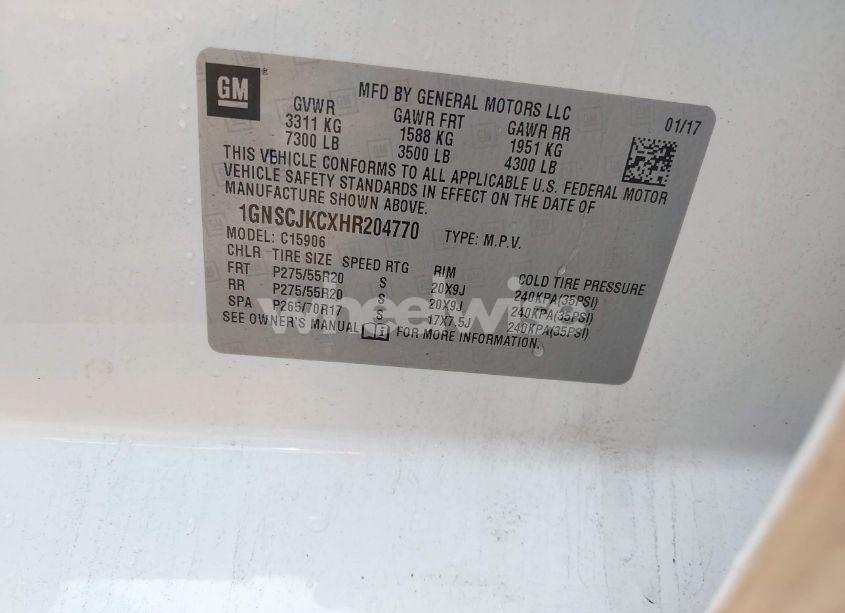 GM ®
MFD BY GENERAL MOTORS LLC
01/17
GVWR GAWR FRT GAWR RR
3311 KG 1588 KG 1951 KG
7300 LB 3500 LB 4300 LB
THIS VEHICLE CONFORMS TO ALL APPLICABLE U.S. FEDERAL MOTOR
VEHICLE SAFETY STANDARDS IN EFFECT ON THE DATE OF
MANUFACTURE SHOWN ABOVE.
1GNSCJKCXHR204770 TYPE: M.P.V.
MODEL: C15906
CHLR TIRE SIZE SPEED RTG RIM COLD TIRE PRESSURE
FRT P275/55R20 S 20X9J 240KPA(35PSI)
RR P275/55R20 S 20X9J 240KPA(35PSI)
SPA P265/70R17 S 17X7.5J 240KPA(35PSI)
SEE OWNER'S MANUAL FOR MORE INFORMATION.
wheelwise